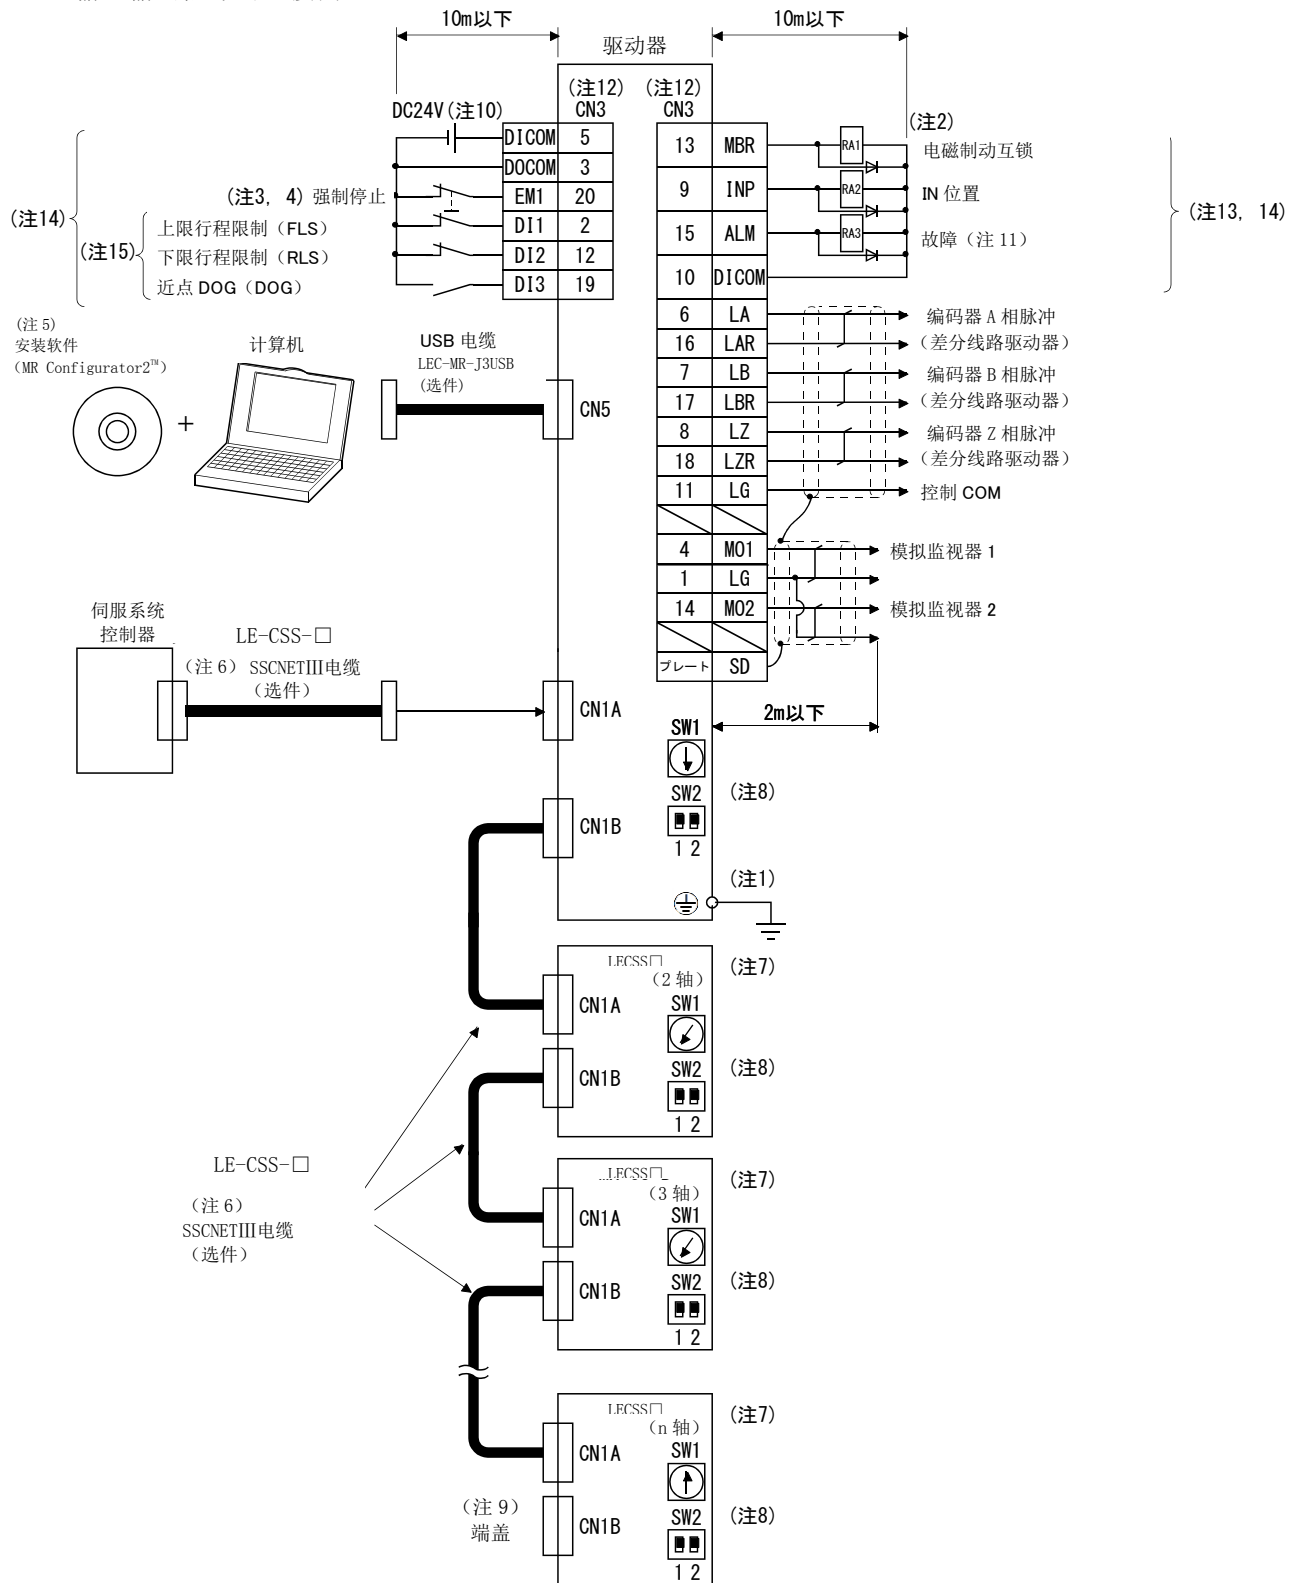 10m以下
10m以下
驱动器
(注12)
CN3
(注12)
CN3
DC24V(注10)
DICOM 5
DOCOM 3
(注3, 4) 强制停止
EM1 20
DI1 2
DI2 12
DI3 19
(注14)
(注15)
上限行程限制（FLS）
下限行程限制（RLS）
近点 DOG（DOG）
13 MBR
9 INP
15 ALM
10 DICOM
6 LA
16 LAR
7 LB
17 LBR
8 LZ
18 LZR
11 LG
4 MO1
1 LG
14 MO2
プレート SD
RA1
RA2
RA3
(注2)
电磁制动互锁
IN 位置
故障（注 11）
(注13, 14)
编码器 A 相脉冲
（差分线路驱动器）
编码器 B 相脉冲
（差分线路驱动器）
编码器 Z 相脉冲
（差分线路驱动器）
控制 COM
模拟监视器 1
模拟监视器 2
2m以下
(注 5)
安装软件
（MR Configurator2™）
+
计算机
USB 电缆
LEC-MR-J3USB
(选件)
CN5
伺服系统
控制器
LE-CSS-□
（注 6） SSCNETⅢ电缆
（选件）
CN1A
SW1
SW2
(注8)
1 2
CN1B
(注1)
LECSS□
（2 轴）
(注7)
CN1A
SW1
CN1B
SW2
(注8)
1 2
LE-CSS-□
（注 6）
SSCNETⅢ电缆
（选件）
LECSS□
（3 轴）
(注7)
CN1A
SW1
CN1B
SW2
(注8)
1 2
LECSS□
（n 轴）
(注7)
CN1A
SW1
（注 9）
端盖
CN1B
SW2
(注8)
1 2